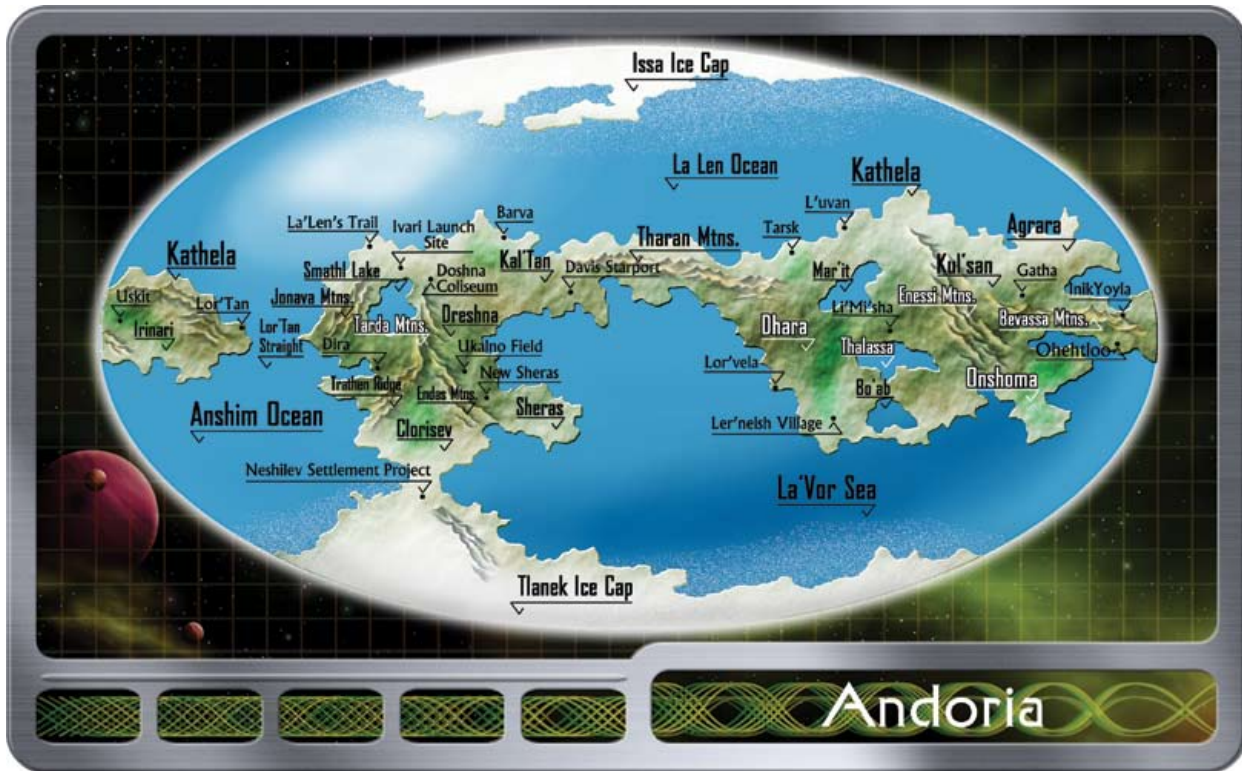 Issa Ice Cap
La Len Ocean
Kathela
L'uvan
Barva
La'Len's Trail
Ivari Launch
Site
Tharan Mtns.
Tarsk
Agrara
Kathela
Smathl Lake
Doshna
Coliseum
Kal'Tan
Davis Starport
Mar'it
Kul'san
Gatha
Uskit
Lor'Tan
Jonava Mtns.
Enessi Mtns.
InikYoyla
Irinari
Lor'Tan
Straight
Tarda Mtns.
Oreshna
Dhara
Li'Mi'sha
Bevassa Mtns.
Dira
Ukalno Field
Thalassa
Ohehtloo
Trathen Ridge
Endas Mtns.
New Sheras
Lor'vela
Bo'ab
Onshoma
Anshim Ocean
Clorisev
Sheras
Ler'nelsh Village
Neshilev Settlement Project
La'Vor Sea
Tlanek Ice Cap
Andoria